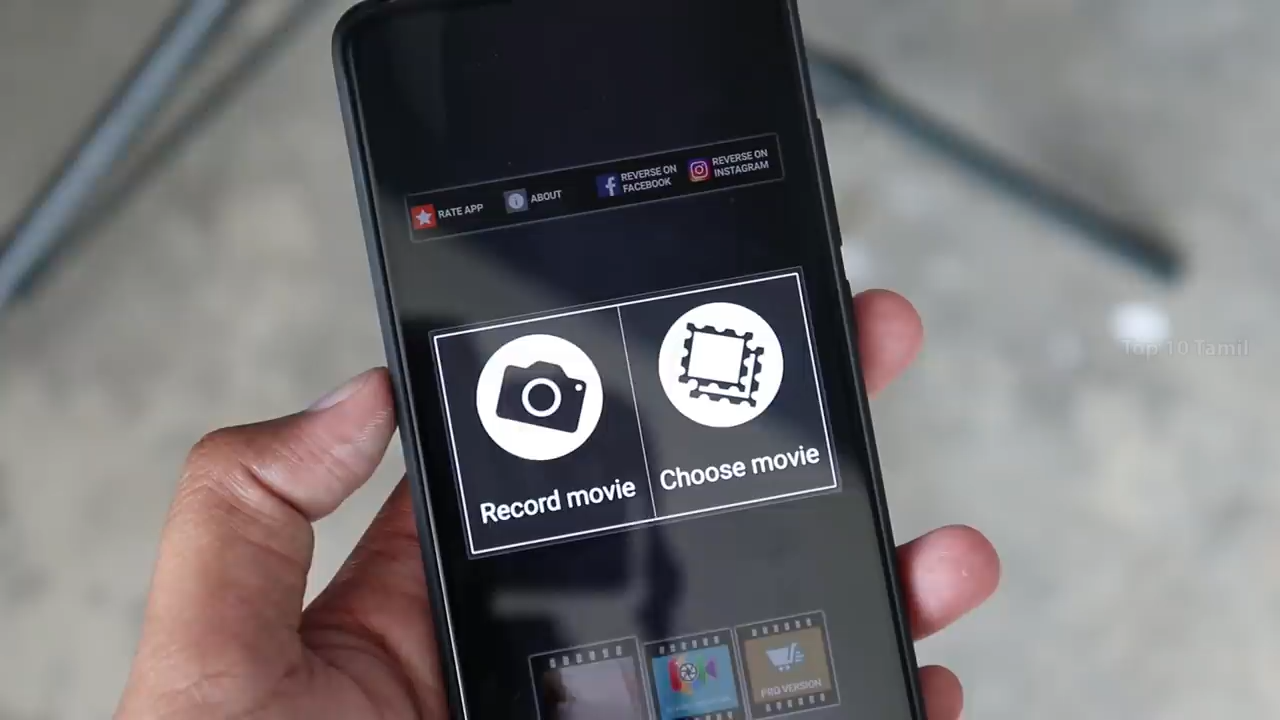 RATE APP
ABOUT
REVERSE ON
FACEBOOK
REVERSE ON
INSTAGRAM
Top 10 Tamil
Record movie
Choose movie
PRO VERSION